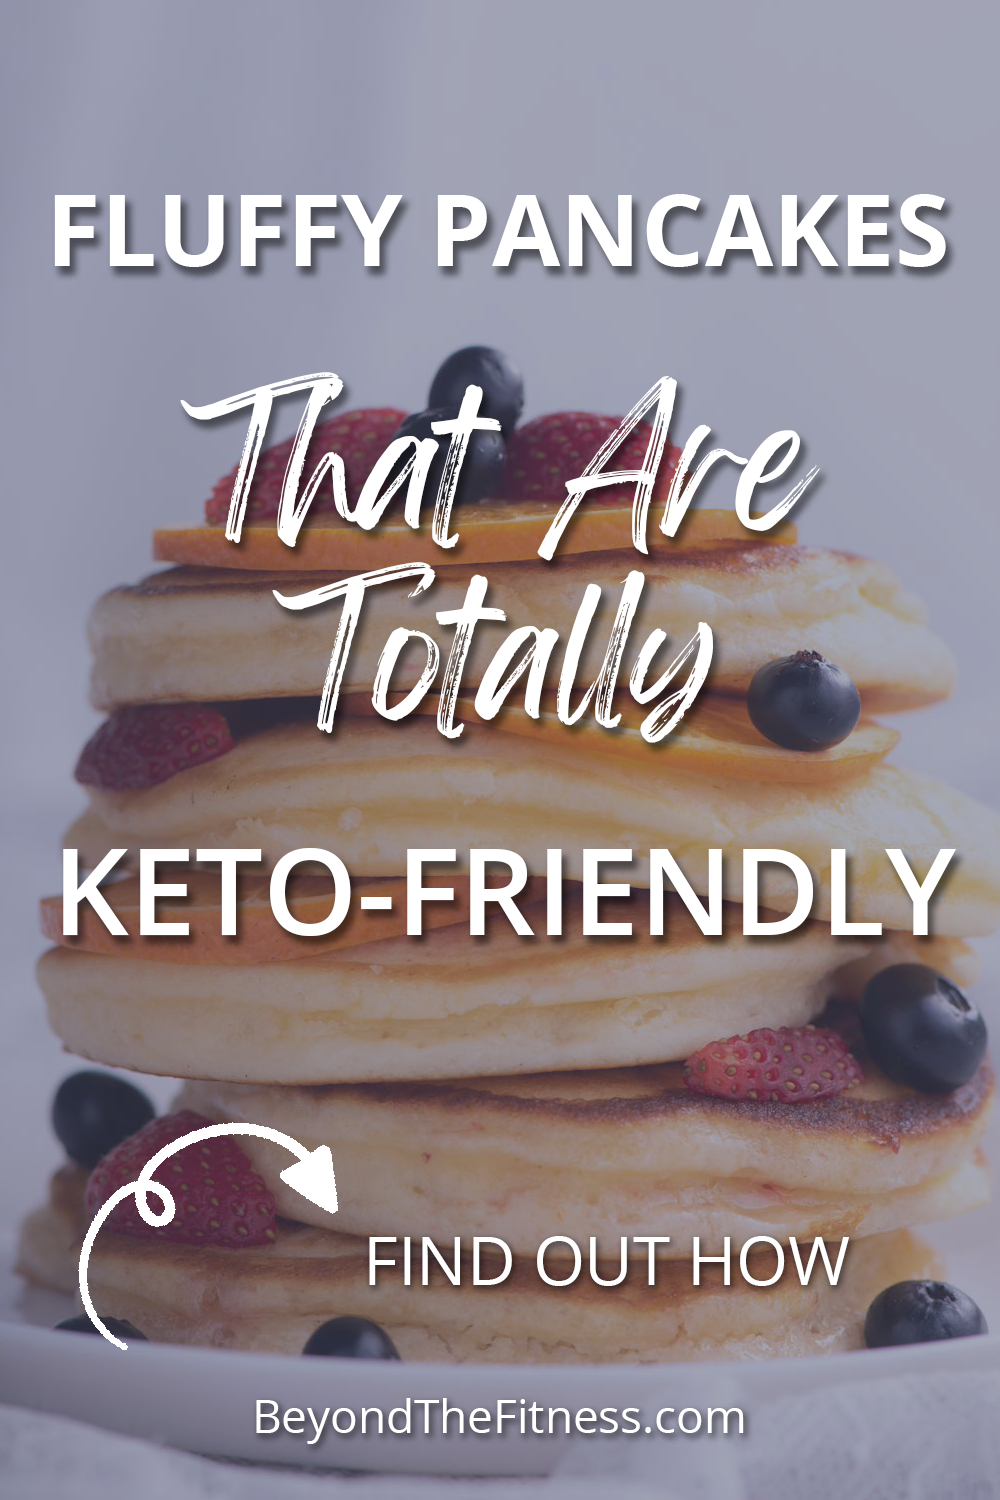 FLUFFY PANCAKES
That Are
Totally
KETO-FRIENDLY
FIND OUT HOW
BeyondTheFitness.com